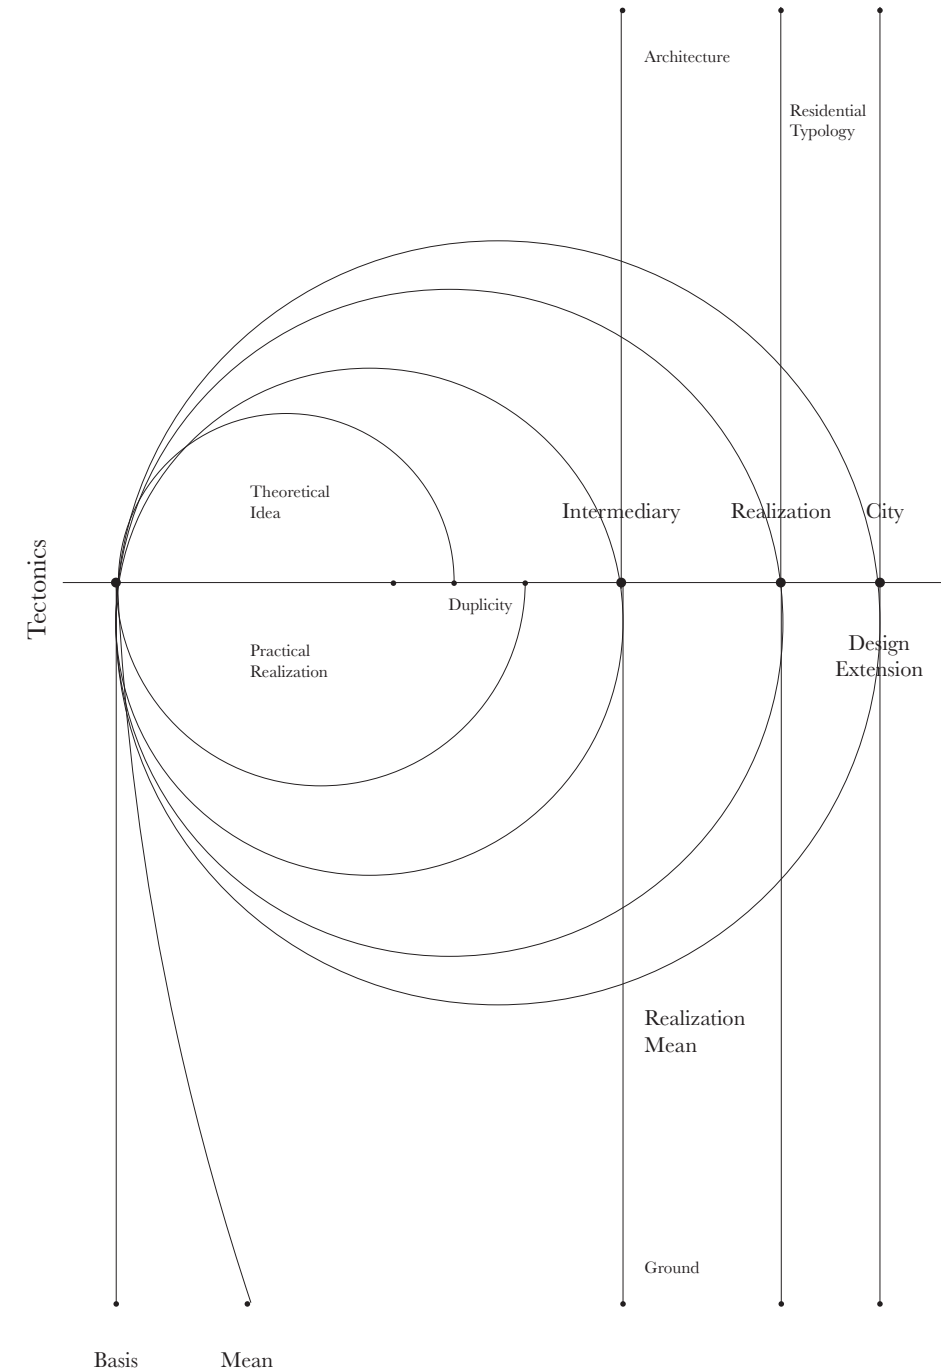 Architecture
Residential
Typology
Theoretical
Idea
Intermediary
Realization
City
Tectonics
Duplicity
Practical
Realization
Design
Extension
Realization
Mean
Ground
Basis
Mean